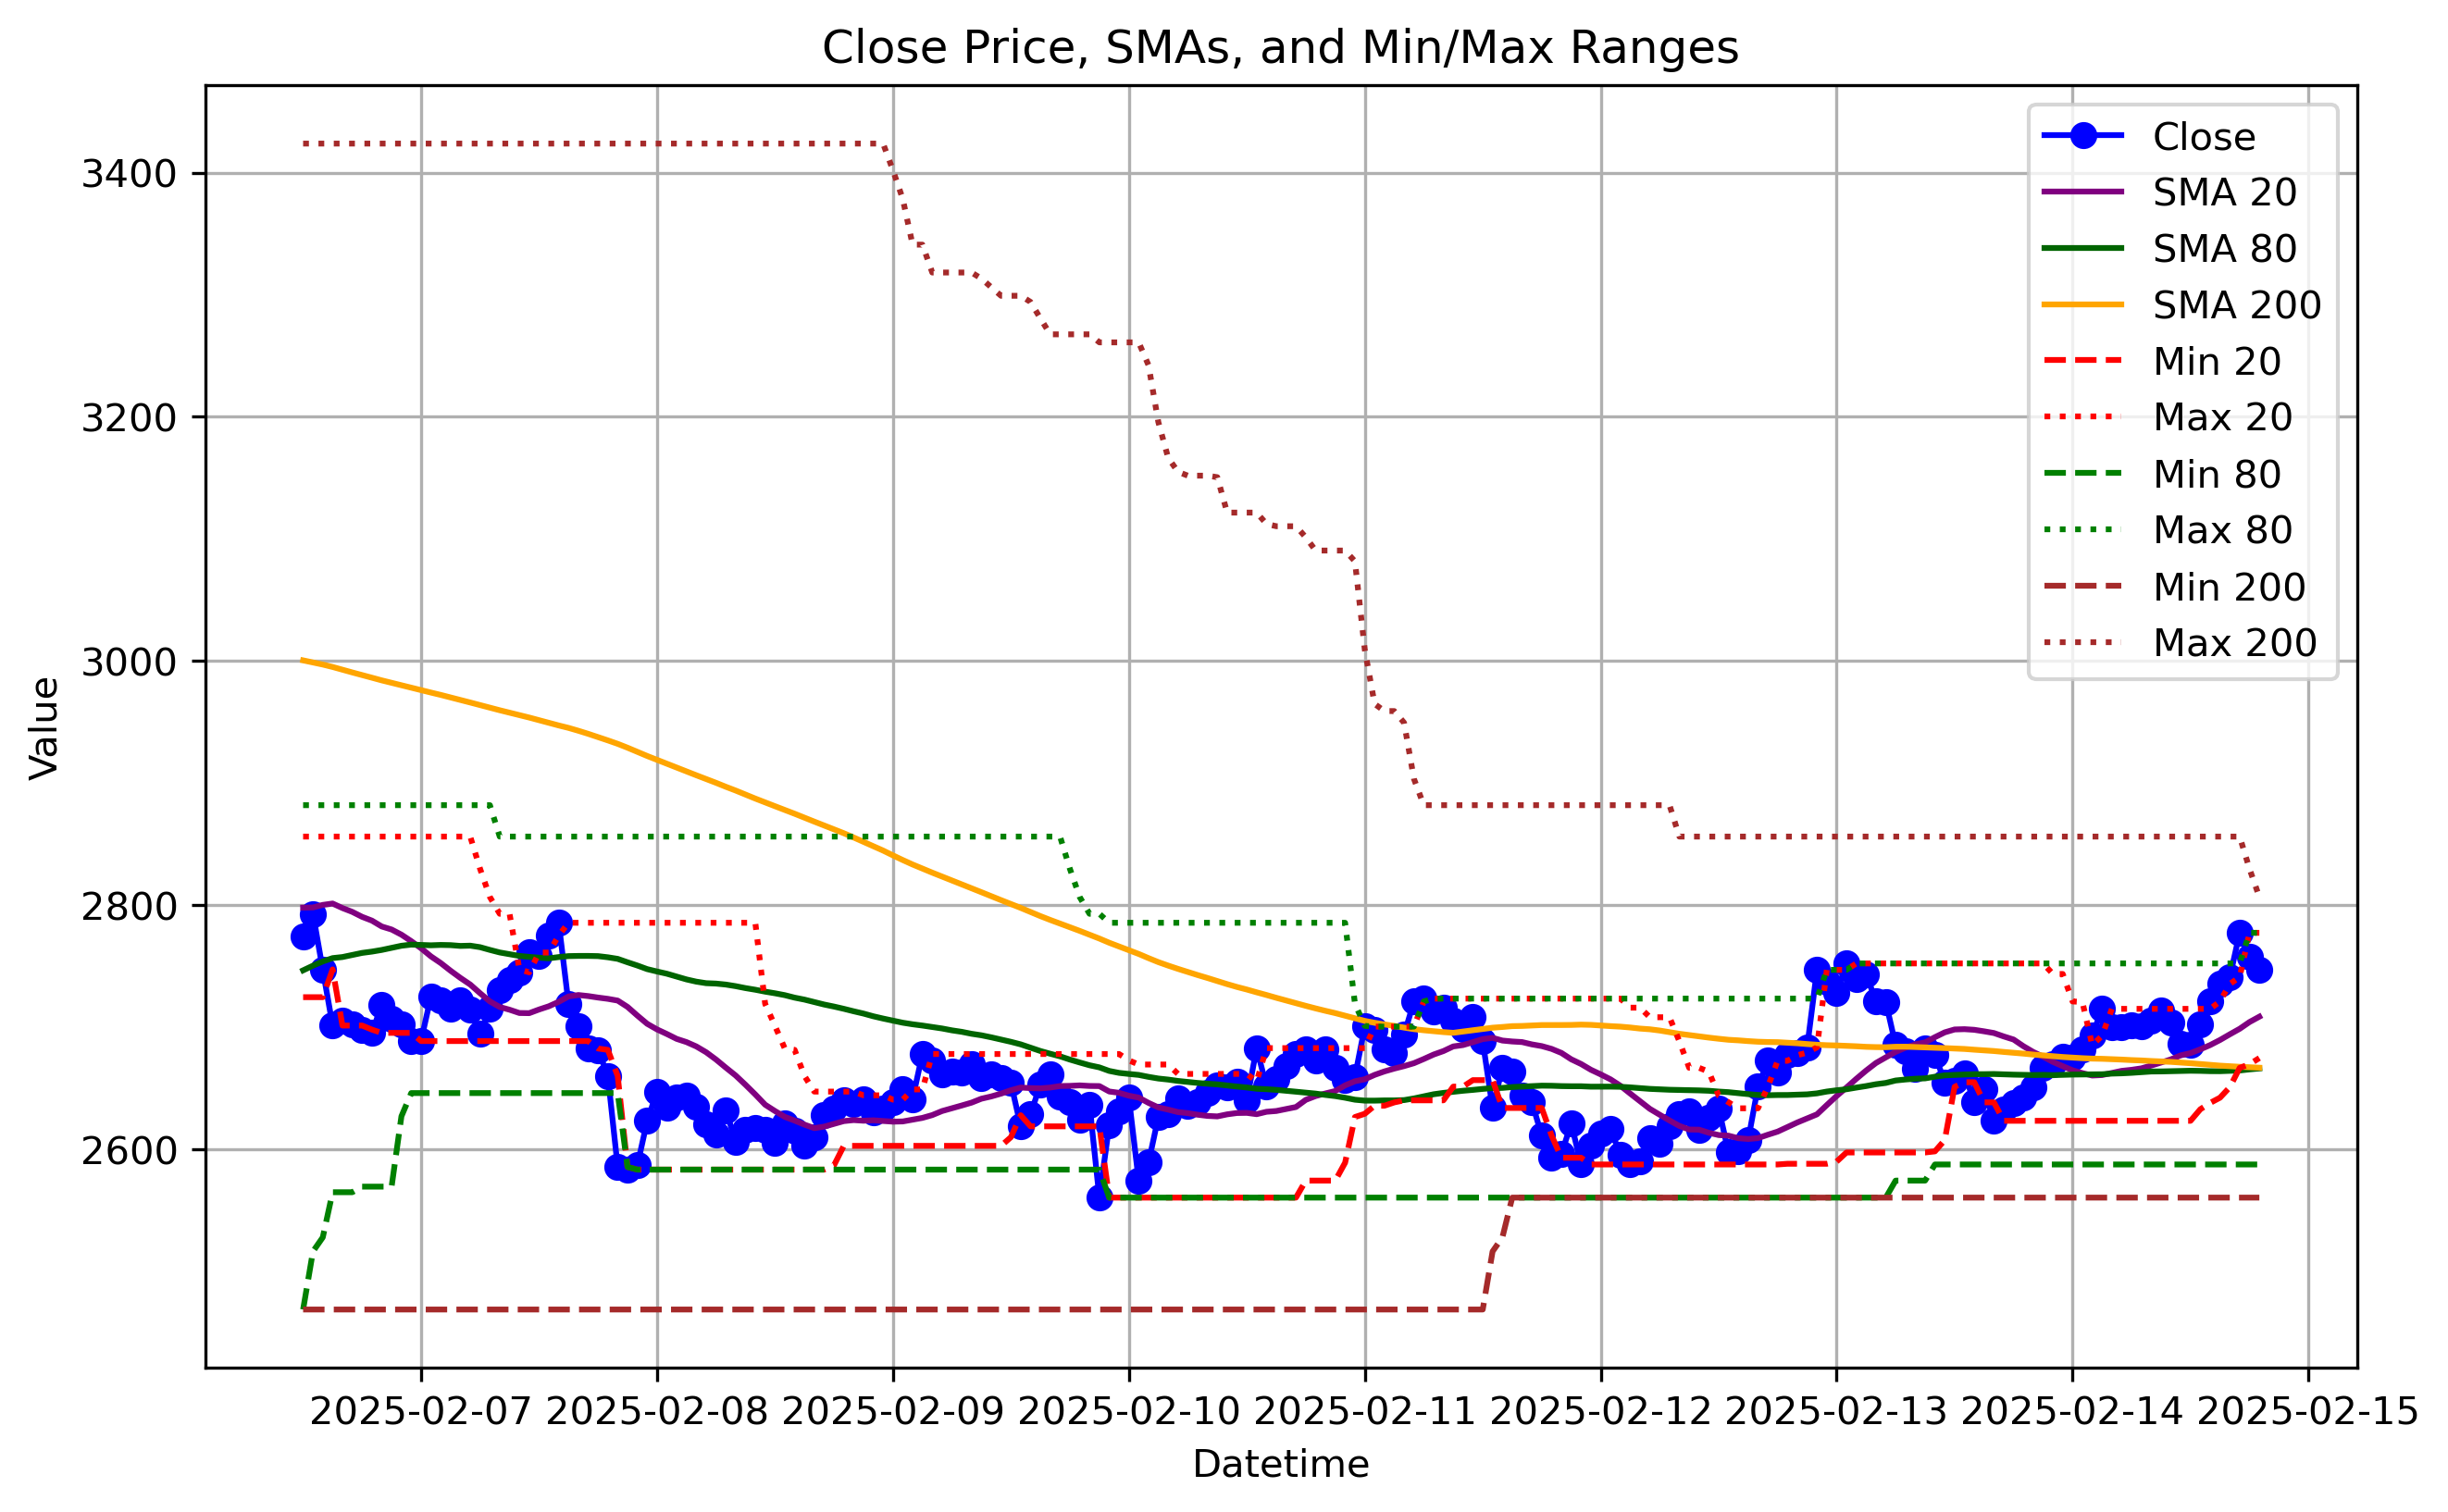 Close Price, SMAs, and Min/Max Ranges
Close
SMA 20
SMA 80
SMA 200
Min 20
Max 20
Min 80
Max 80
Min 200
Max 200
3400
3200
3000
2800
2600
Value
2025-02-07 2025-02-08 2025-02-09 2025-02-10 2025-02-11 2025-02-12 2025-02-13 2025-02-14 2025-02-15
Datetime